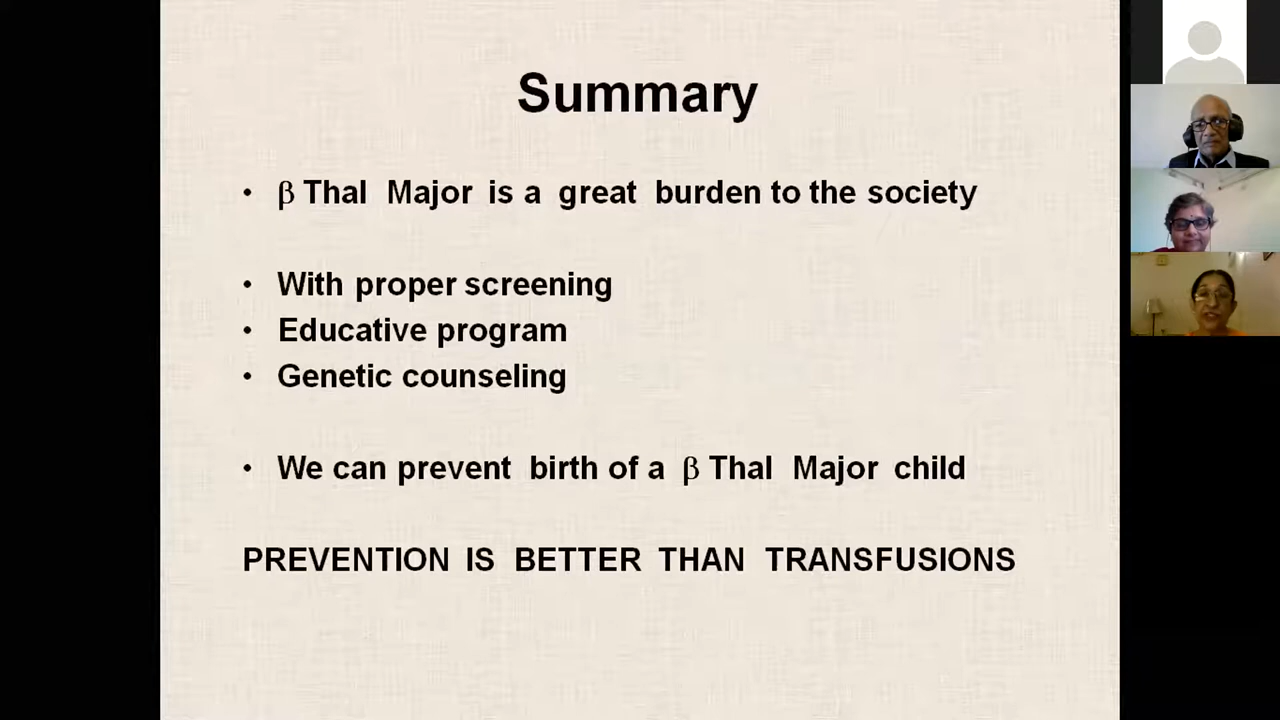 Summary
• β Thal Major is a great burden to the society
• With proper screening
• Educative program
• Genetic counseling
• We can prevent birth of a β Thal Major child
PREVENTION IS BETTER THAN TRANSFUSIONS